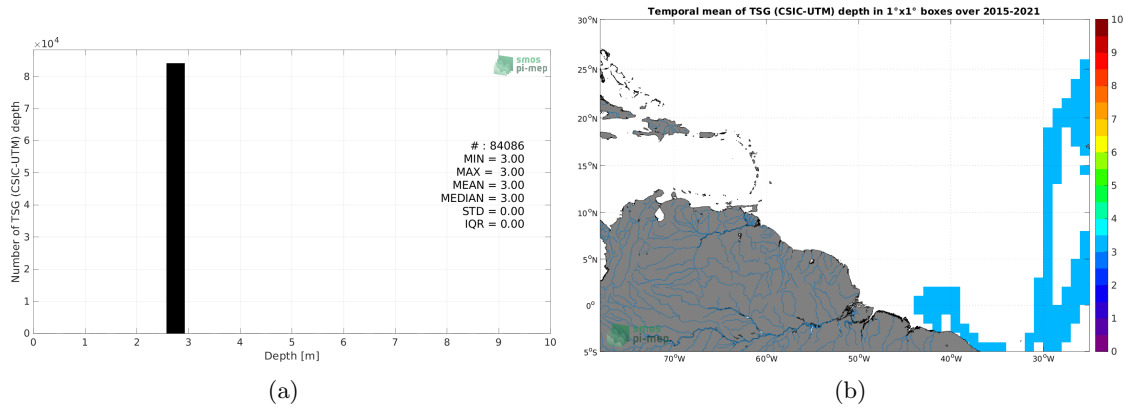 ×10⁴
8
7
6
5
4
3
2
1
0
Number of TSG (CSIC-UTM) depth
0 1 2 3 4 5 6 7 8 9 10
Depth [m]
smos
pi-mep
# : 84086
MIN = 3.00
MAX = 3.00
MEAN = 3.00
MEDIAN = 3.00
STD = 0.00
IQR = 0.00
(a)
Temporal mean of TSG (CSIC-UTM) depth in 1°x1° boxes over 2015-2021
30°N
25°N
20°N
15°N
10°N
5°N
0°
5°S
70°W 60°W 50°W 40°W 30°W
smos
pi-mep
10
9
8
7
6
5
4
3
2
1
0
(b)